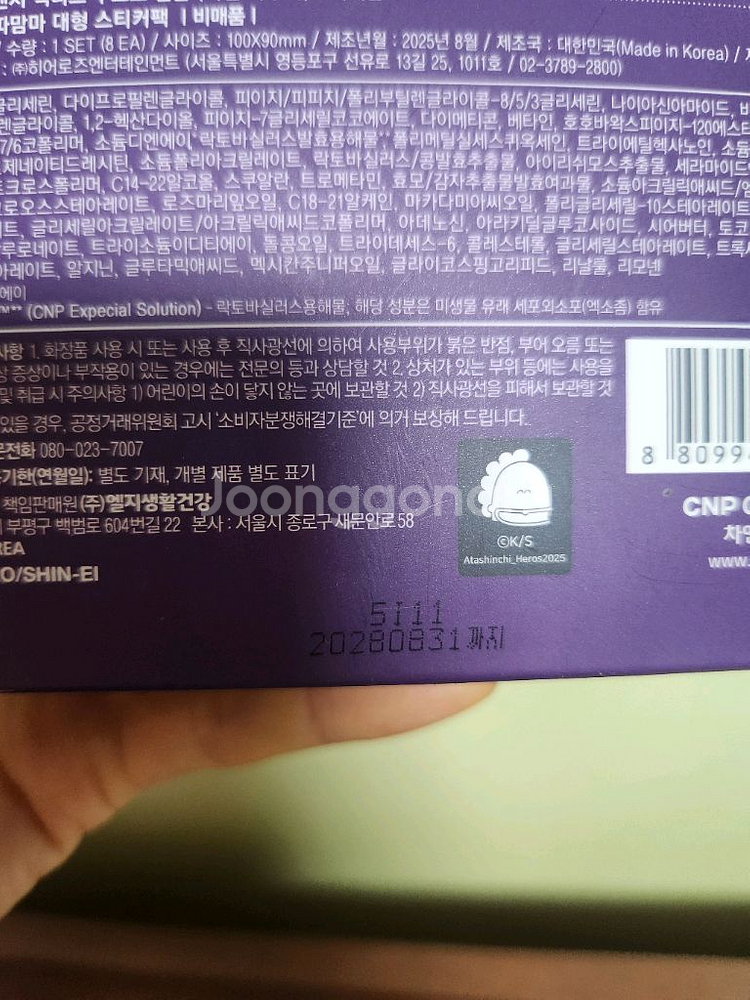 파맘마 대형 스티커팩 | 비매품 |
/ 수량 : 1 SET (8 EA) / 사이즈 : 100X90mm / 제조년월 : 2025년 8월 / 제조국 : 대한민국(Made in Korea) /
: ㈜히어로즈엔터테인먼트 (서울특별시 영등포구 선유로 13길 25, 1011호 / 02-3789-2800)
글리세린, 다이프로필렌글라이콜, 피이지/피피지/폴리부틸렌글라이콜-8/5/3글리세린, 나이아신아마이드,
렌글라이콜, 1,2-헥산다이올, 피이지-7글리세릴코코에이트, 다이메티콘, 베타인, 호호바왁스피이지-120에스
7/6코폴리머, 소듐디엔에이, 락토바실러스발효용해물** 폴리메틸실세스퀴옥세인, 트라이에틸헥사노인, 소듐
제네이티드레시틴, 소듐폴리아크릴레이트, 락토바실러스/콩발효추출물, 아이리쉬모스추출물, 세라마이드
크로스폴리머, C14-22알코올, 스쿠알란, 트로메타민, 효모/감자추출물발효여과물, 소듐아크릴애씨드/
로오스스테아레이트, 로즈마리잎오일, C18-21알케인, 마카다미아씨오일, 폴리글리세릴-10스테아레이트
트, 글리세릴아크릴레이트/아크릴릭애씨드코폴리머, 아데노신, 아라키딜글루코사이드, 시어버터, 토코
루로네이트, 트라이소듐이디티에이, 돌콩오일, 트라이데세스-6, 콜레스테롤, 글리세릴스테아레이트,
아레이트, 알지닌, 글루타믹애씨드, 멕시칸주니퍼오일, 글라이코스핑고리피드, 리날룰, 리모넨
에이
™** (CNP Expecial Solution) - 락토바실러스용해물, 해당 성분은 미생물 유래 세포외소포(엑소좀) 함유
사항 1. 화장품 사용 시 또는 사용 후 직사광선에 의하여 사용부위가 붉은 반점, 부어 오름 또는
상 증상이나 부작용이 있는 경우에는 전문의 등과 상담할 것 2. 상처가 있는 부위 등에는 사용을
및 취급 시 주의사항 1) 어린이의 손이 닿지 않는 곳에 보관할 것 2) 직사광선을 피해서 보관할 것
있을 경우, 공정거래위원회 고시 '소비자분쟁해결기준'에 의거 보상해 드립니다.
문전화 080-023-7007
용기한(연월일): 별도 기재, 개별 제품 별도 표기
책임판매원 (주)엘지생활건강
부평구 백범로 604번길 22 본사 : 서울시 종로구 새문안로 58
REA
O/SHIN-EI
Joonggonara
©K/S
Atashinchi_Heros2025
8 8099
CNP
차앤
www.
5I11
20280831까지